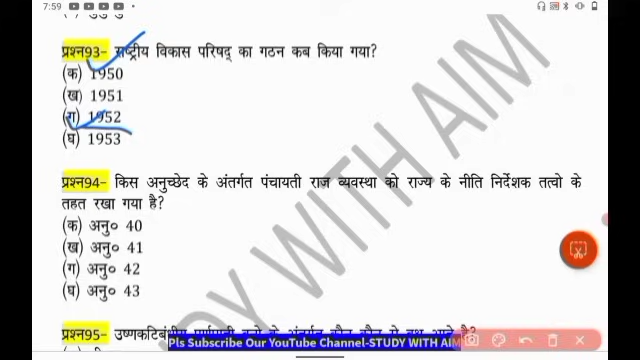 7:59
प्रश्न93- राष्ट्रीय विकास परिषद् का गठन कब किया गया?
(क) 1950
(ख) 1951
(ग) 1952
(घ) 1953
प्रश्न94- किस अनुच्छेद के अंतर्गत पंचायती राज व्यवस्था को राज्य के नीति निर्देशक तत्वो के
तहत रखा गया है?
(क) अनु० 40
(ख) अनु० 41
(ग) अनु० 42
(घ) अनु० 43
प्रश्न95-
Pls Subscribe Our YouTube Channel-STUDY WITH AIM
DY WITH AIM